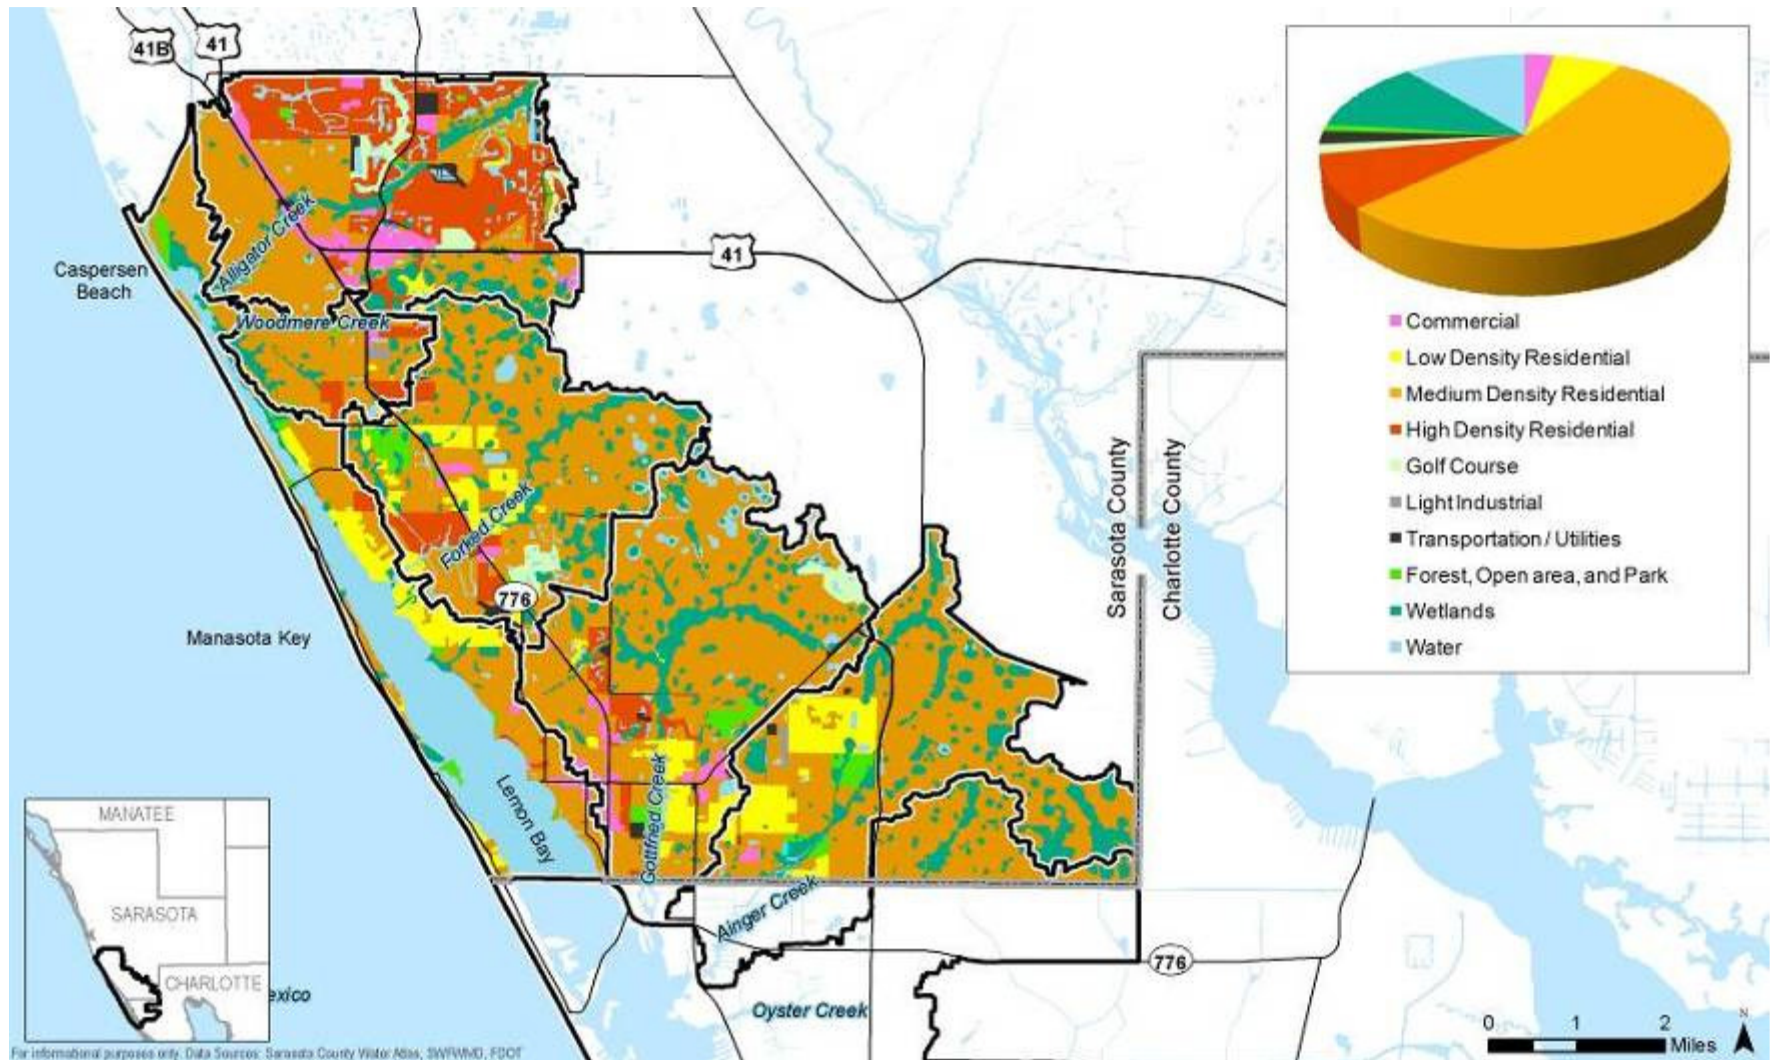 41B
41
41
Alligator Creek
Caspersen
Beach
Woodmere Creek
Forked Creek
776
Manasota Key
Lemon Bay
Gottfried Creek
Ainger Creek
Oyster Creek
776
Sarasota County
Charlotte County
Commercial
Low Density Residential
Medium Density Residential
High Density Residential
Golf Course
Light Industrial
Transportation / Utilities
Forest, Open area, and Park
Wetlands
Water
MANATEE
SARASOTA
CHARLOTTE
exico
For informational purposes only. Data Sources: Sarasota County Water Atlas, SWFWMD, FDOT
0 1 2
Miles
N